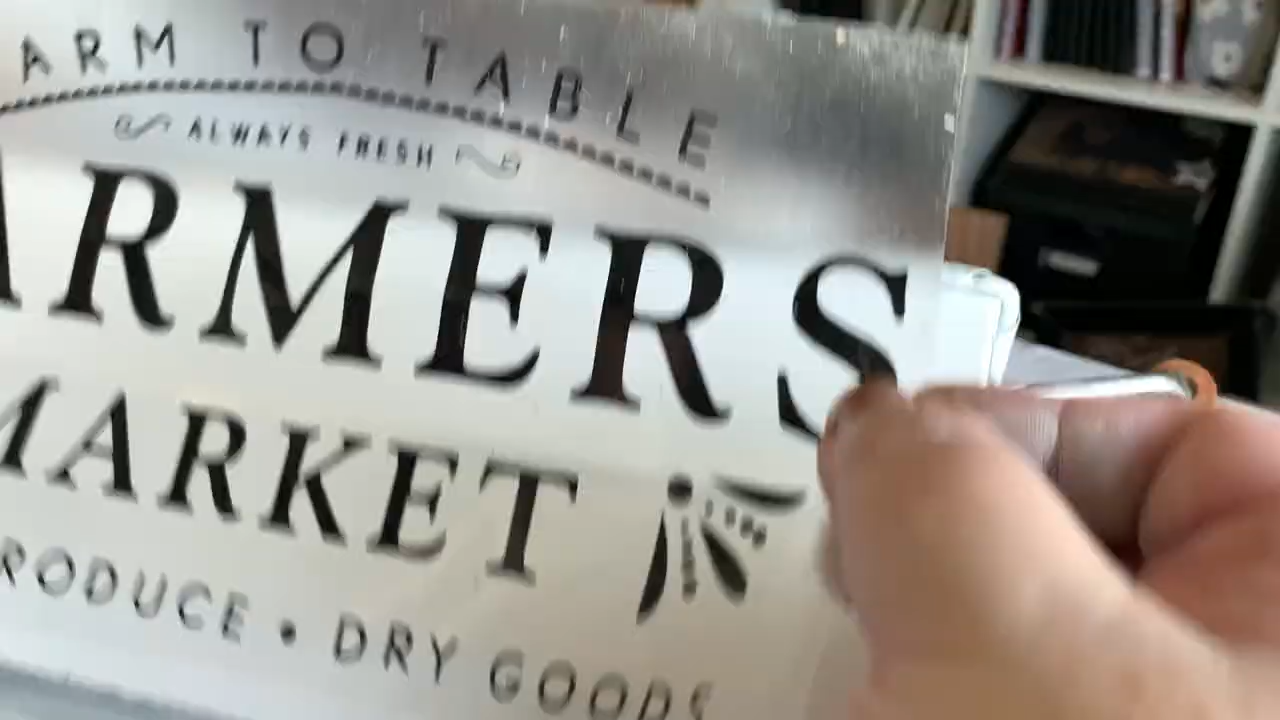 ARM TO TABLE
ALWAYS FRESH
ARMERS
MARKET
RODUCE • DRY GOODS